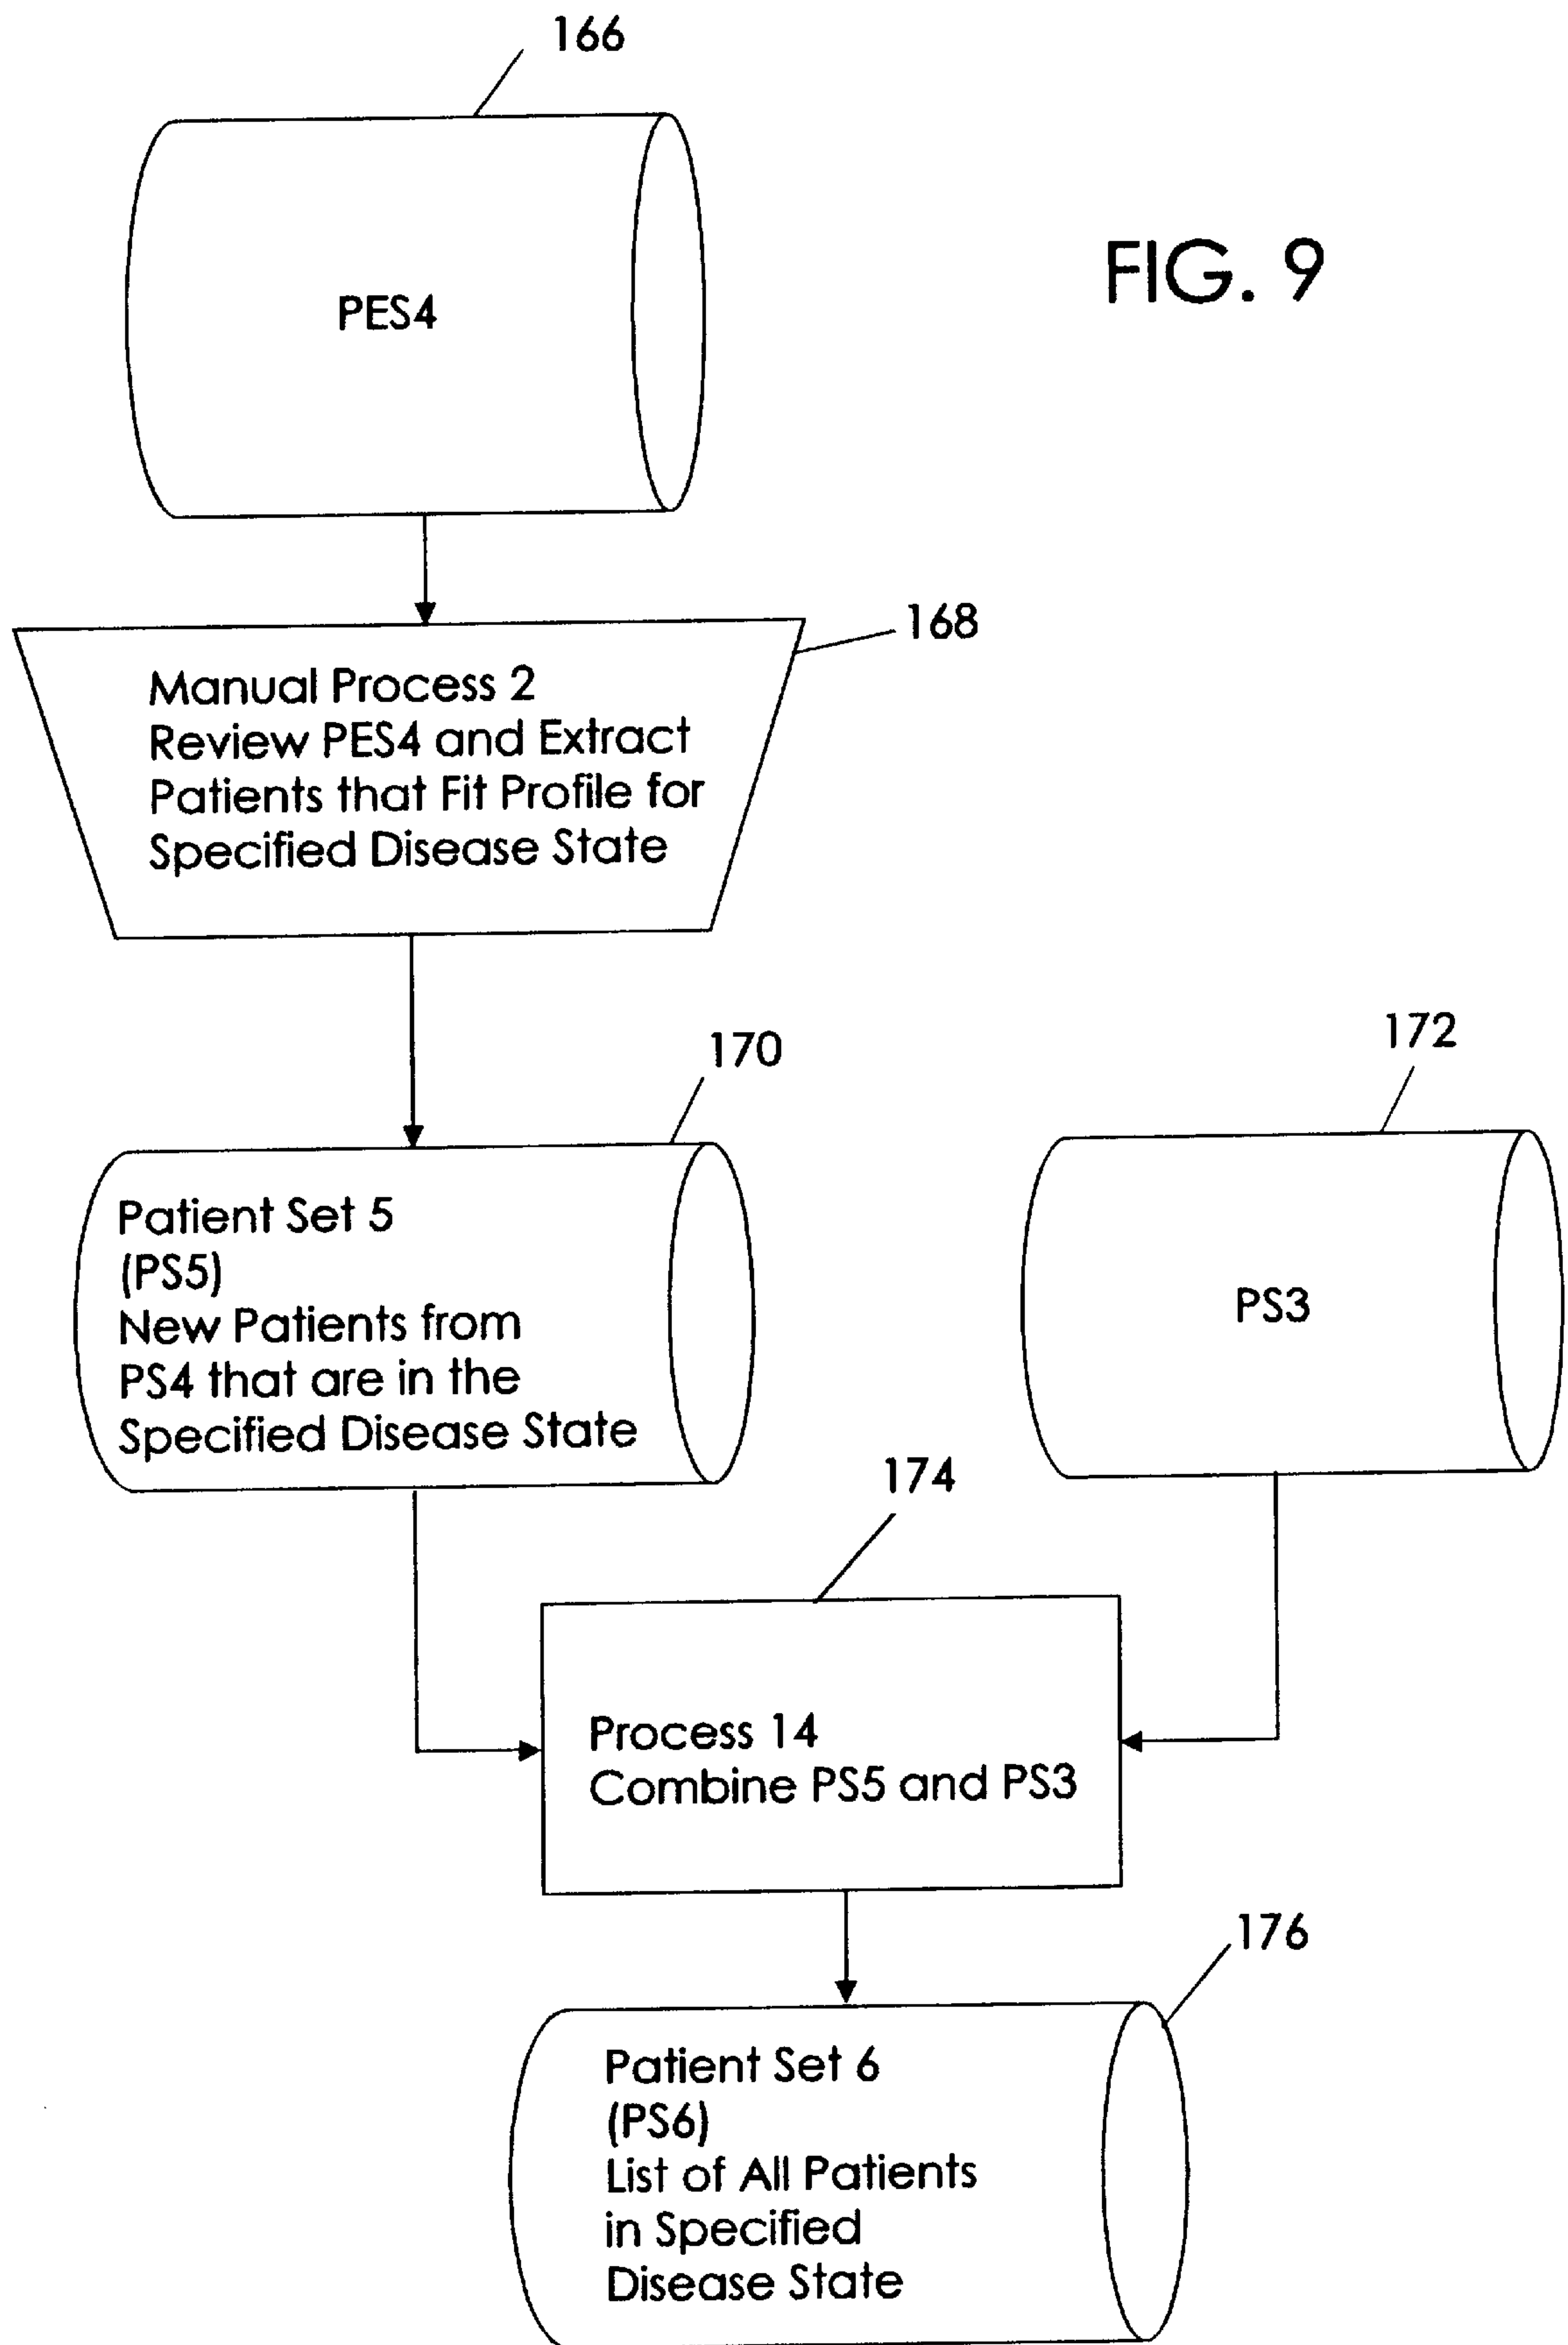 166
FIG. 9
PES4
168
Manual Process 2
Review PES4 and Extract
Patients that Fit Profile for
Specified Disease State
170
172
Patient Set 5
(PS5)
New Patients from
PS4 that are in the
Specified Disease State
PS3
174
Process 14
Combine PS5 and PS3
176
Patient Set 6
(PS6)
List of All Patients
in Specified
Disease State